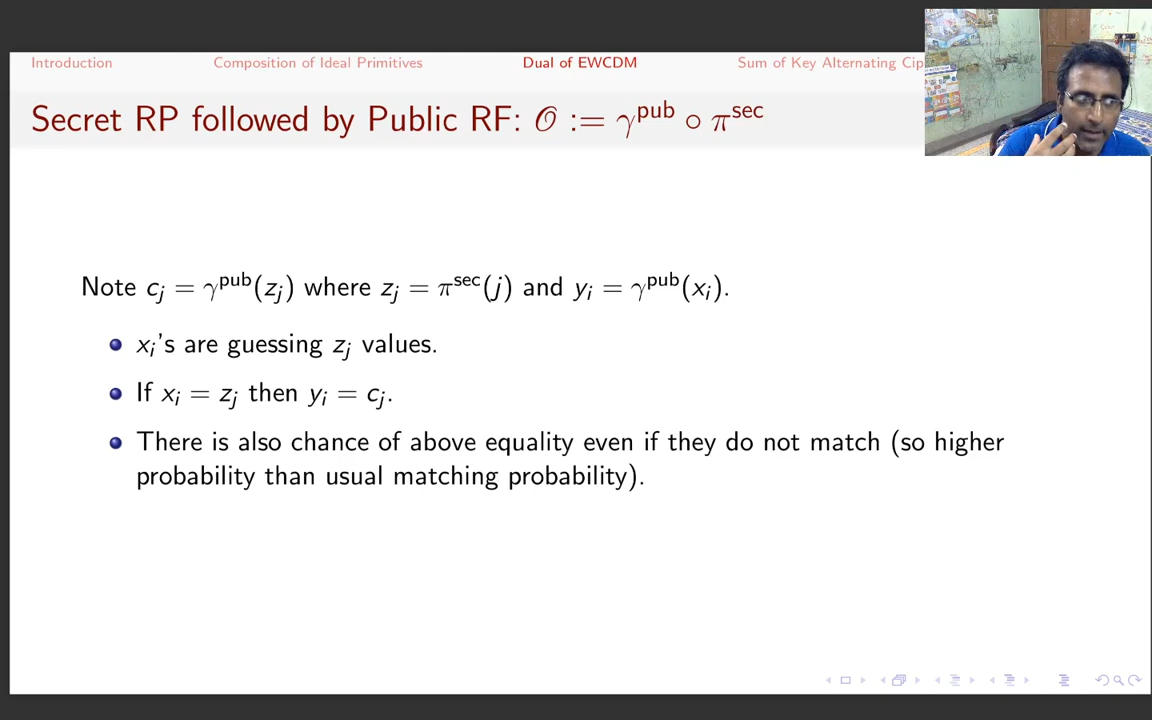 Introduction Composition of Ideal Primitives Dual of EWCDM Sum of Key Alternating Cip
Secret RP followed by Public RF: 𝒪 := γ^pub ∘ π^sec
Note c_j = γ^pub(z_j) where z_j = π^sec(j) and y_i = γ^pub(x_i).
x_i's are guessing z_j values.
If x_i = z_j then y_i = c_j.
There is also chance of above equality even if they do not match (so higher
probability than usual matching probability).